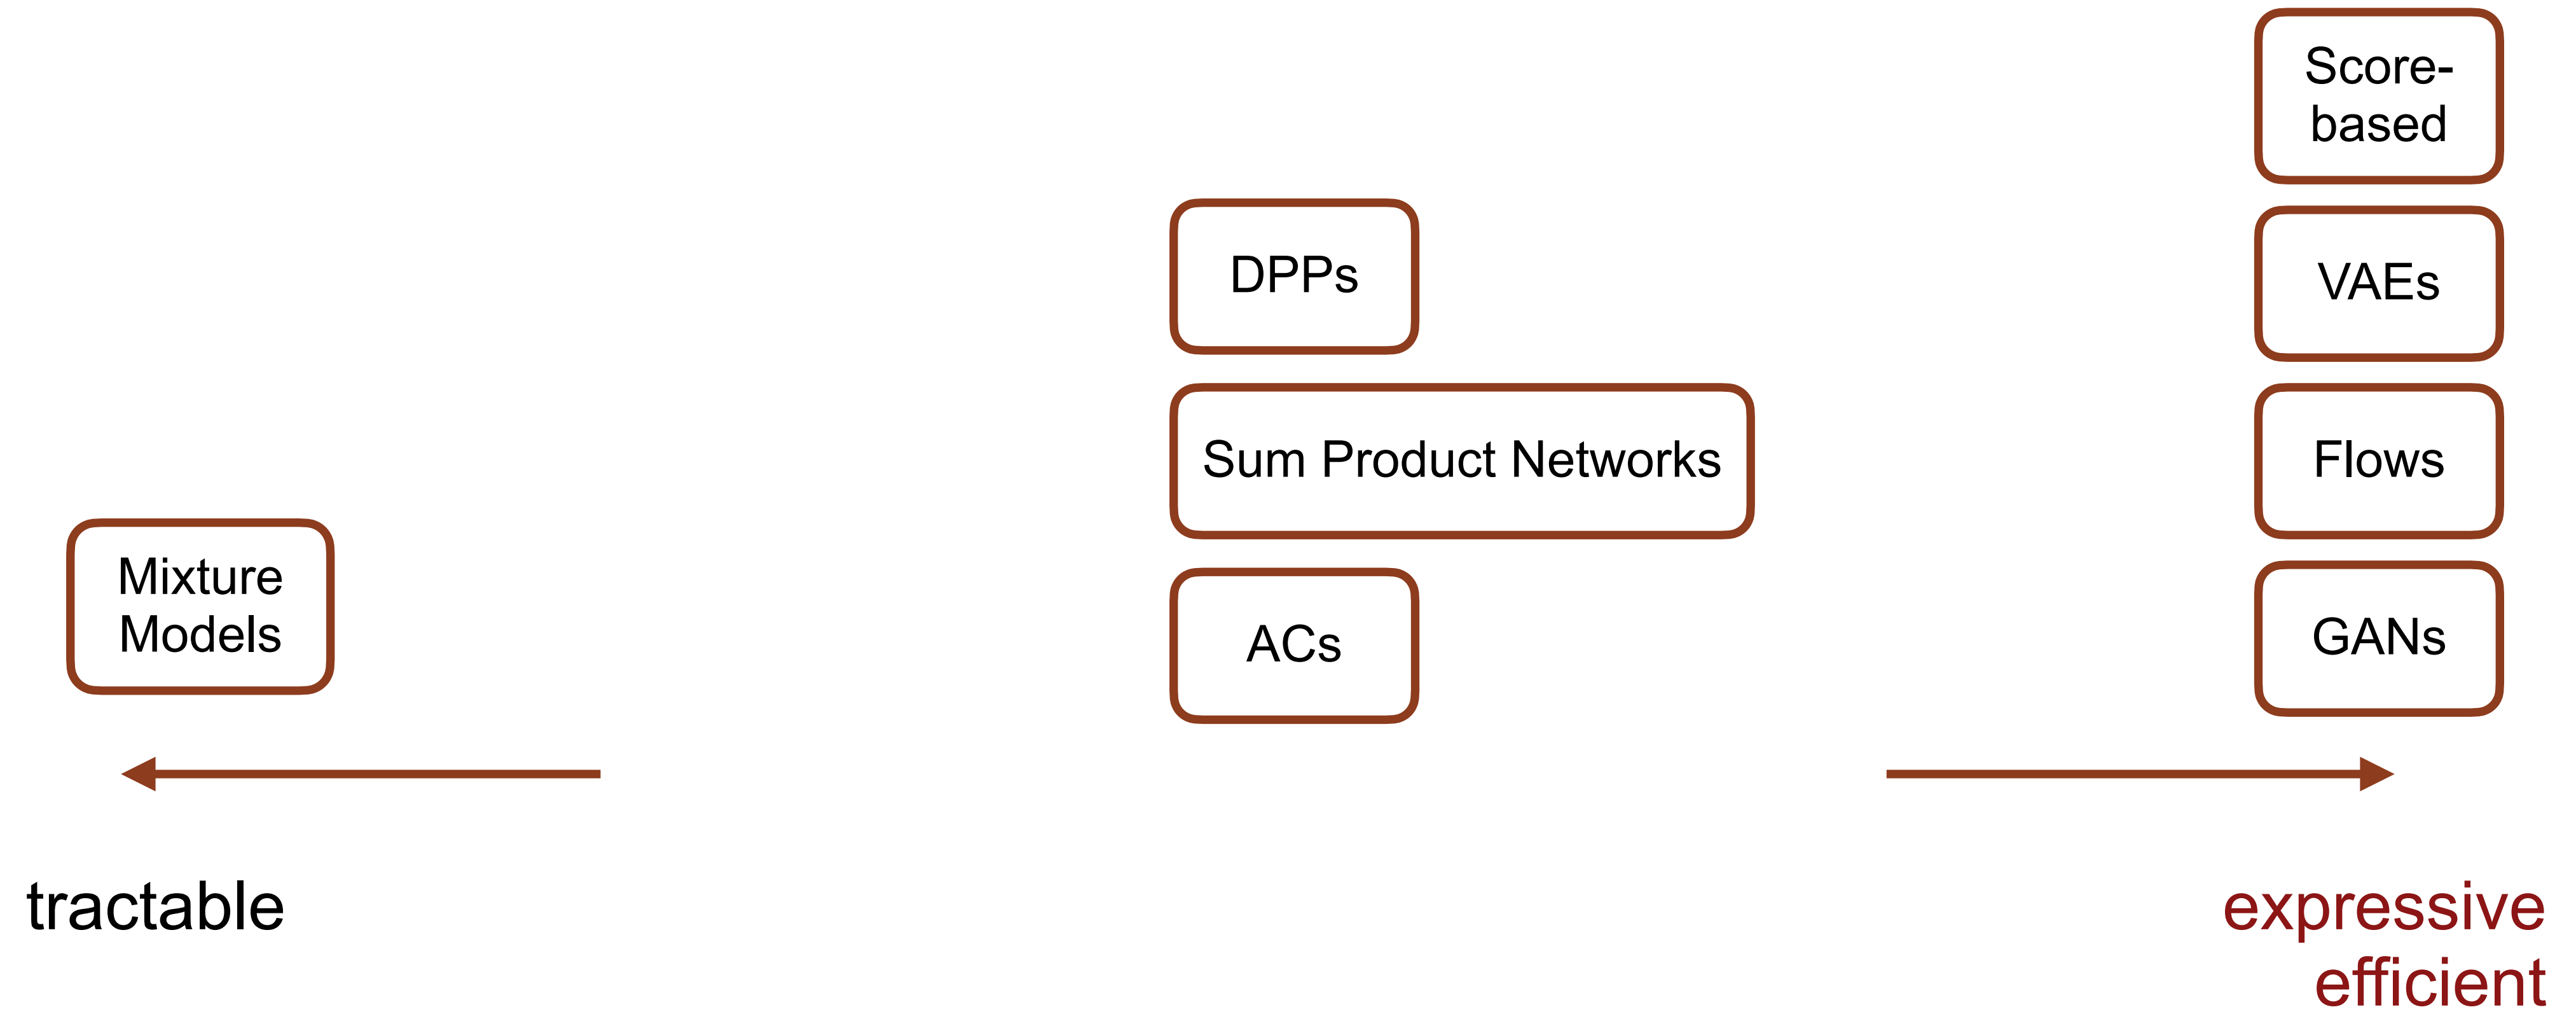 Score-
based
DPPs
VAEs
Sum Product Networks
Flows
Mixture
Models
ACs
GANs
tractable
expressive
efficient